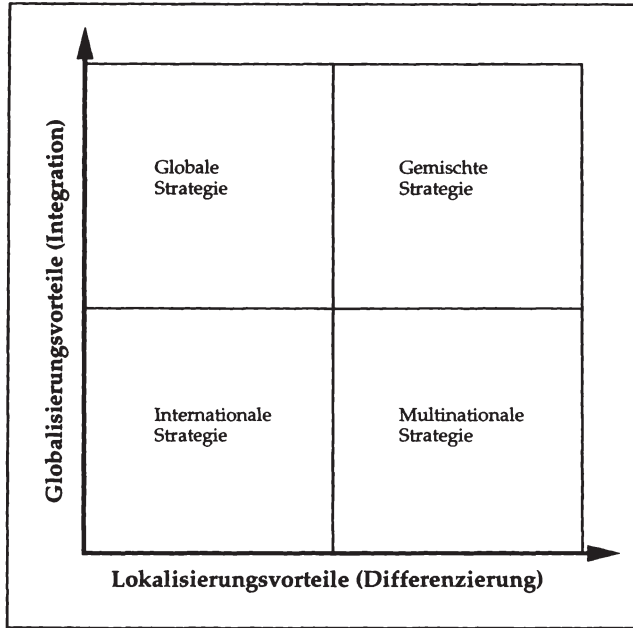 Globalisierungsvorteile (Integration)
Globale
Strategie
Gemischte
Strategie
Internationale
Strategie
Multinationale
Strategie
Lokalisierungsvorteile (Differenzierung)